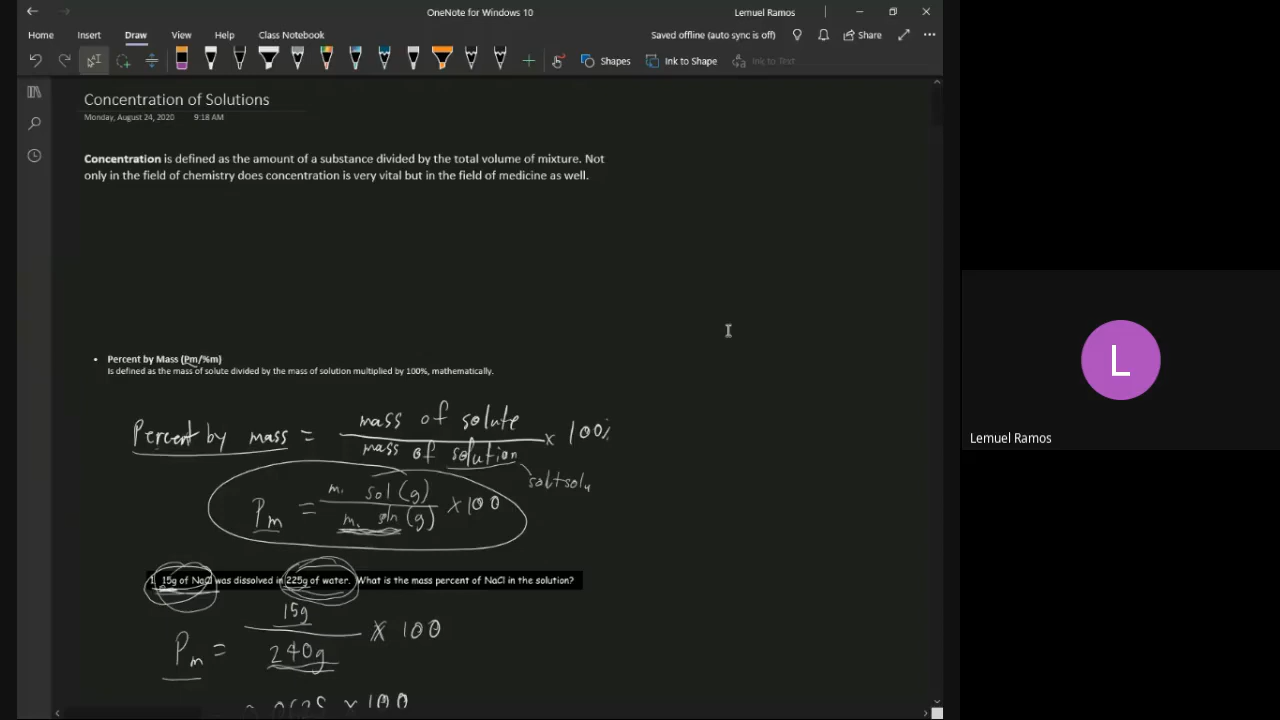 OneNote for Windows 10
Lemuel Ramos
Home Insert Draw View Help Class Notebook
Saved offline (auto sync is off)
Share
Shapes
Ink to Shape
Ink to Text
Concentration of Solutions
Monday, August 24, 2020 9:18 AM
Concentration is defined as the amount of a substance divided by the total volume of mixture. Not
only in the field of chemistry does concentration is very vital but in the field of medicine as well.
• Percent by Mass (Pm/%m)
Is defined as the mass of solute divided by the mass of solution multiplied by 100%, mathematically.
Percent by mass = mass of solute
mass of solution × 100%
solt+solu
Pm = m. sol (g)
m. soln (g) × 100
1. 15g of NaCl was dissolved in 225g of water. What is the mass percent of NaCl in the solution?
Pm = 15g
240g × 100
0.0625 × 100
L
Lemuel Ramos